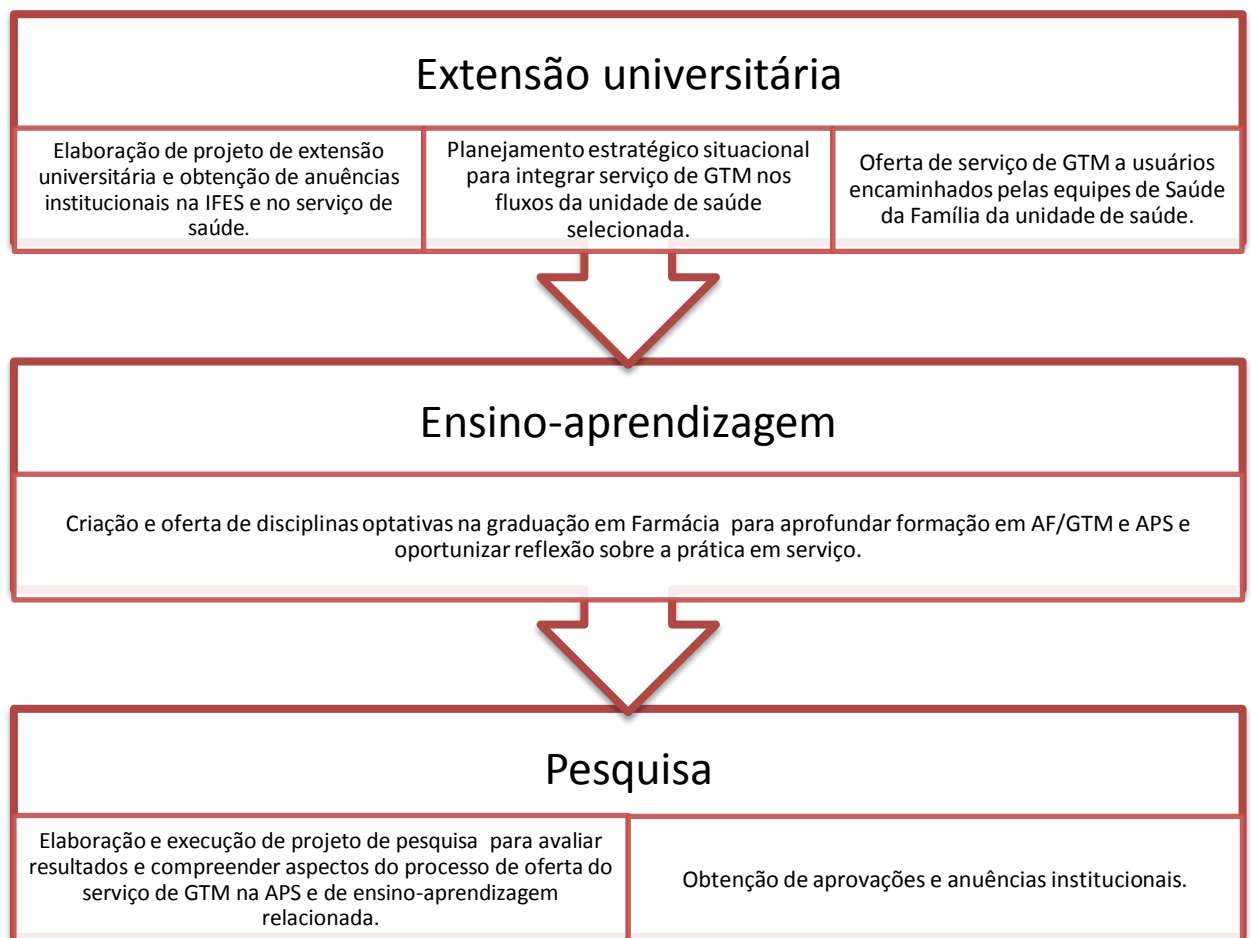 Extensão universitária
Elaboração de projeto de extensão
universitária e obtenção de anuências
institucionais na IFES e no serviço de
saúde.
Planejamento estratégico situacional
para integrar serviço de GTM nos
fluxos da unidade de saúde
selecionada.
Oferta de serviço de GTM a usuários
encaminhados pelas equipes de Saúde
da Família da unidade de saúde.
Ensino-aprendizagem
Criação e oferta de disciplinas optativas na graduação em Farmácia para aprofundar formação em AF/GTM e APS e
oportunizar reflexão sobre a prática em serviço.
Pesquisa
Elaboração e execução de projeto de pesquisa para avaliar
resultados e compreender aspectos do processo de oferta do
serviço de GTM na APS e de ensino-aprendizagem
relacionada.
Obtenção de aprovações e anuências institucionais.